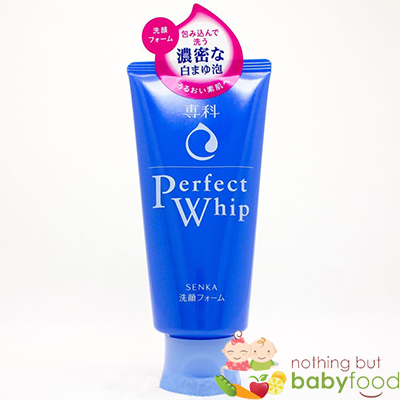 洗顔
フォーム
包み込んで
洗う
濃密な
白まゆ泡
うるおい素肌へ
専科
Perfect
Whip
SENKA
洗顔フォーム
nothing but
babyfood